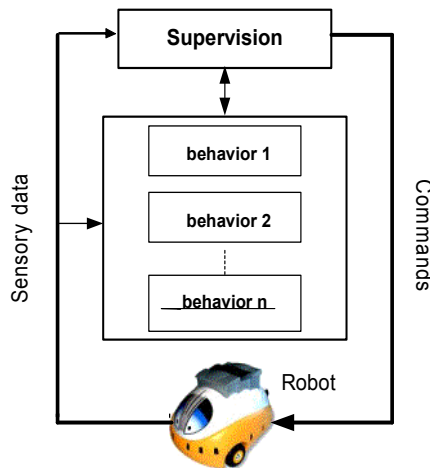 Supervision
behavior 1
behavior 2
behavior n
Sensory data
Commands
Robot